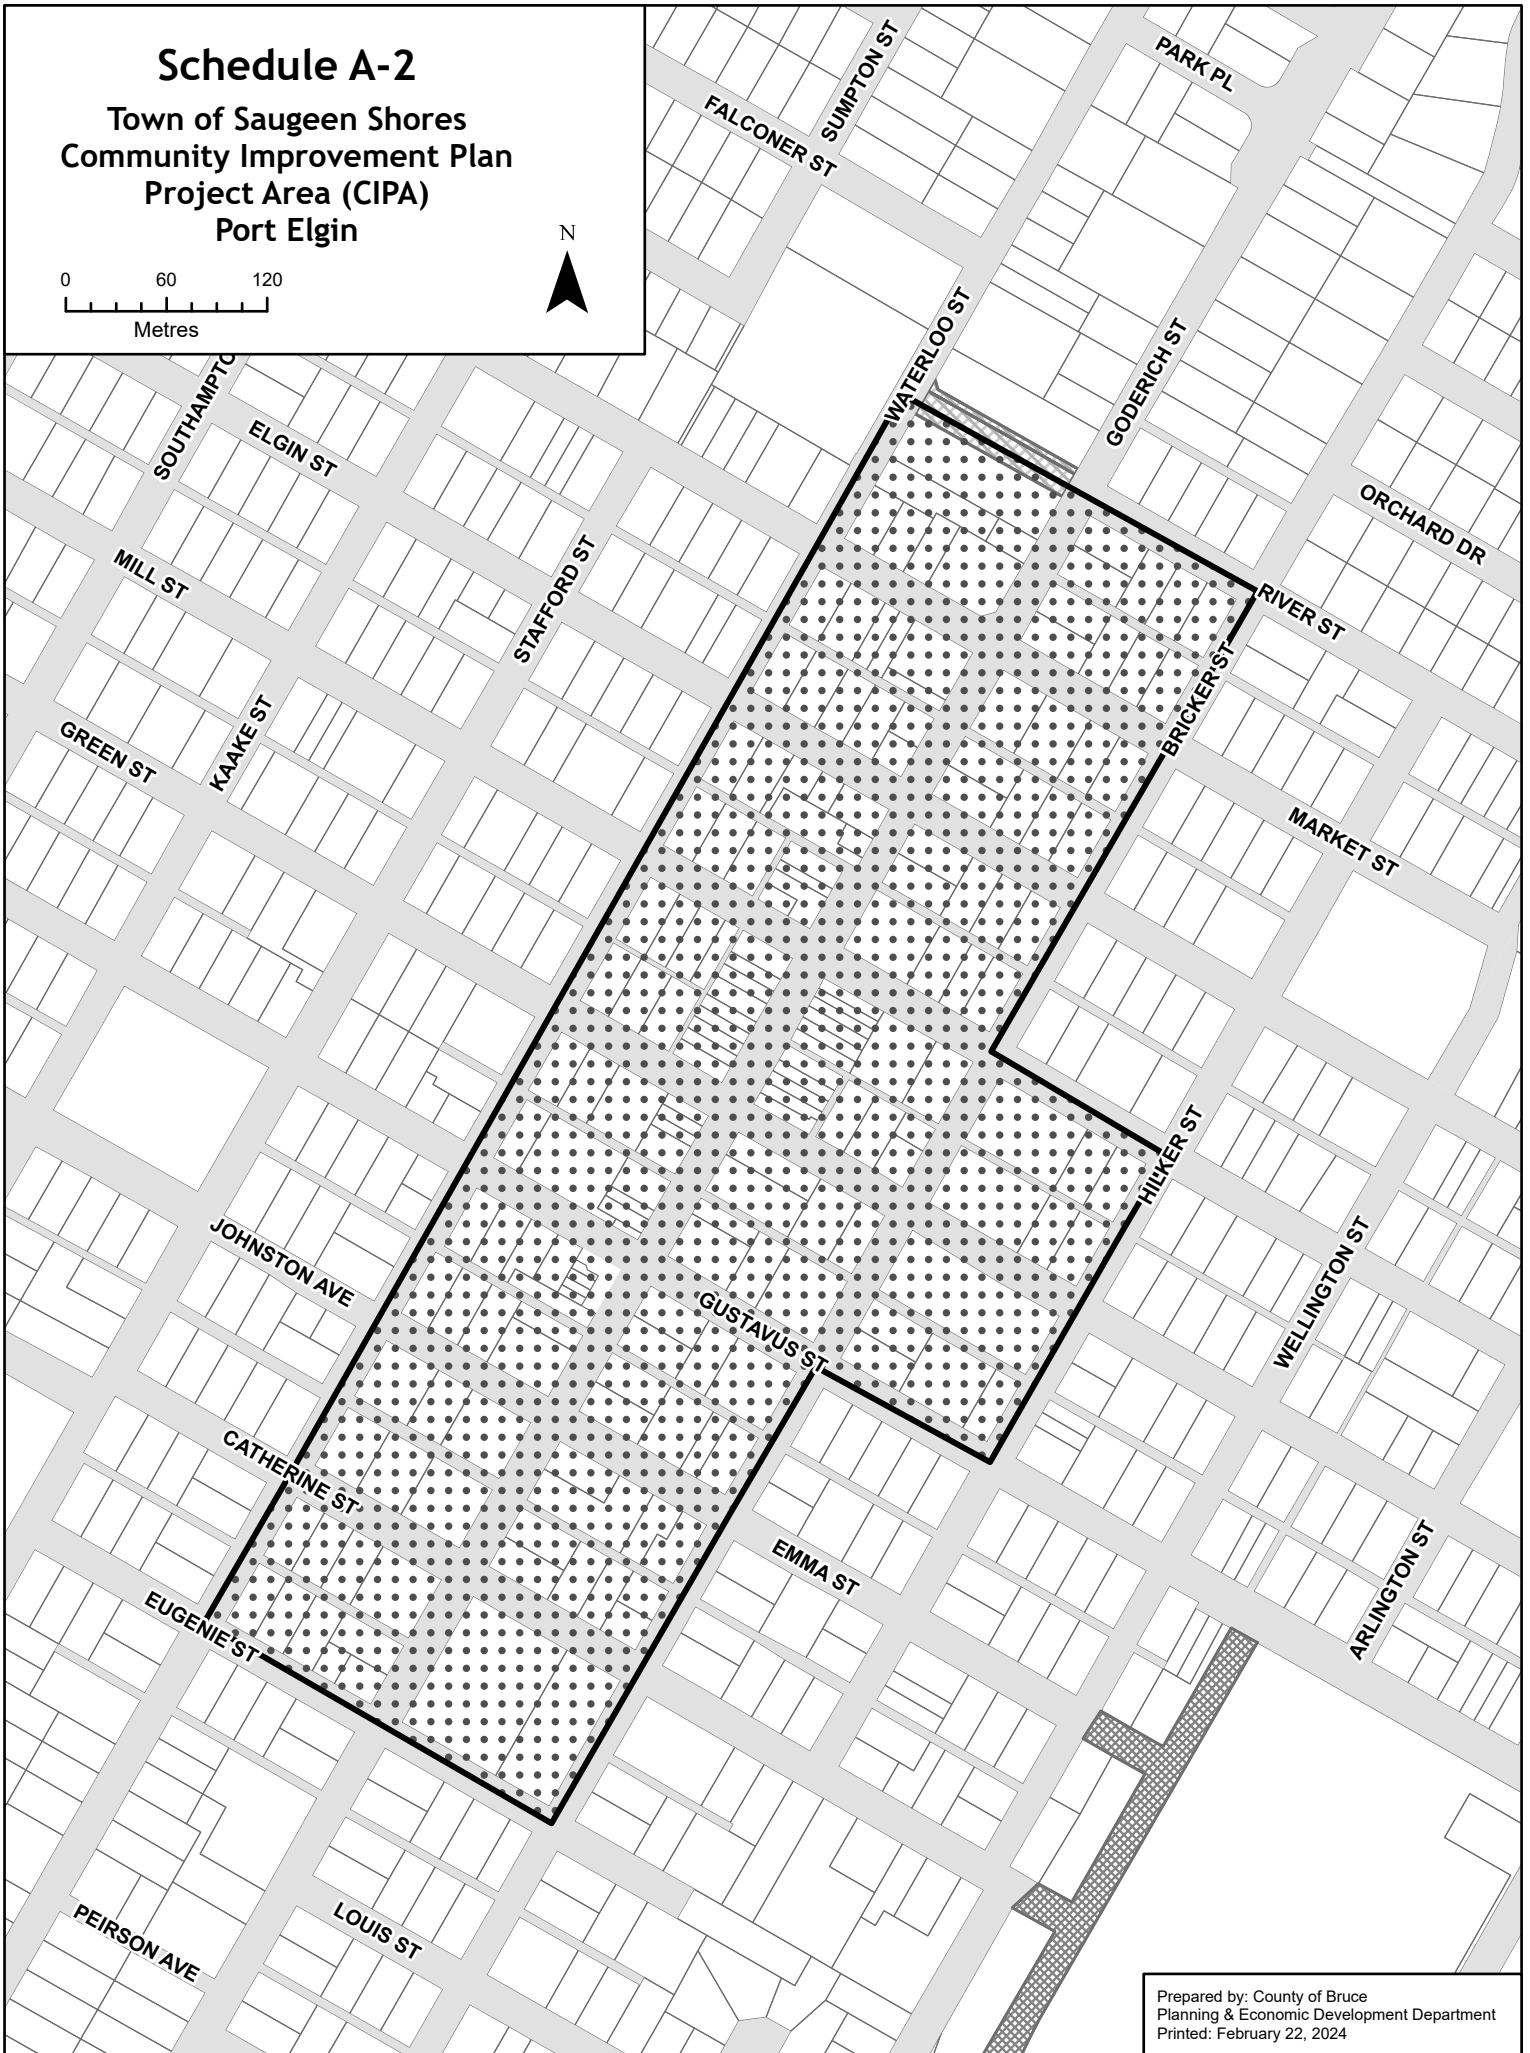 Schedule A-2
Town of Saugeen Shores
Community Improvement Plan
Project Area (CIPA)
Port Elgin
N
0 60 120
Metres
SUMPTON ST
PARK PL
FALCONER ST
WATERLOO ST
GODERICH ST
SOUTHAMPTO
ELGIN ST
ORCHARD DR
MILL ST
STAFFORD ST
RIVER ST
BRICKER ST
KAAKE ST
GREEN ST
MARKET ST
HILKER ST
JOHNSTON AVE
WELLINGTON ST
GUSTAVUS ST
CATHERINE ST
EMMA ST
ARLINGTON ST
EUGENIE ST
LOUIS ST
PEIRSON AVE
Prepared by: County of Bruce
Planning & Economic Development Department
Printed: February 22, 2024